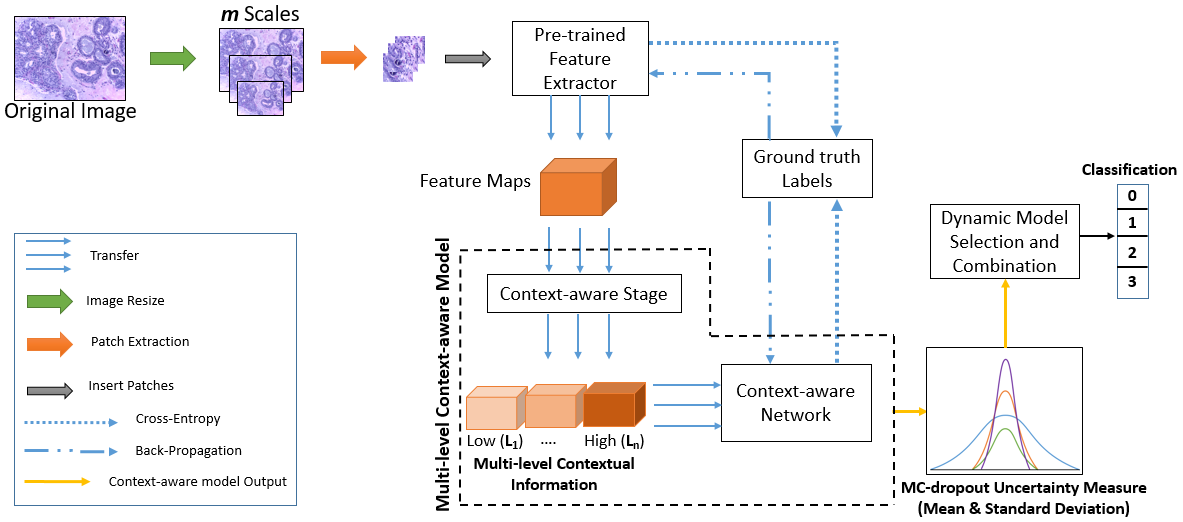 m Scales
Original Image
Pre-trained
Feature
Extractor
Feature Maps
Ground truth
Labels
Classification
0
1
2
3
Dynamic Model
Selection and
Combination
Multi-level Context-aware Model
Context-aware Stage
Context-aware
Network
Low (L1)
....
High (Ln)
Multi-level Contextual
Information
MC-dropout Uncertainty Measure
(Mean & Standard Deviation)
Transfer
Image Resize
Patch Extraction
Insert Patches
Cross-Entropy
Back-Propagation
Context-aware model Output